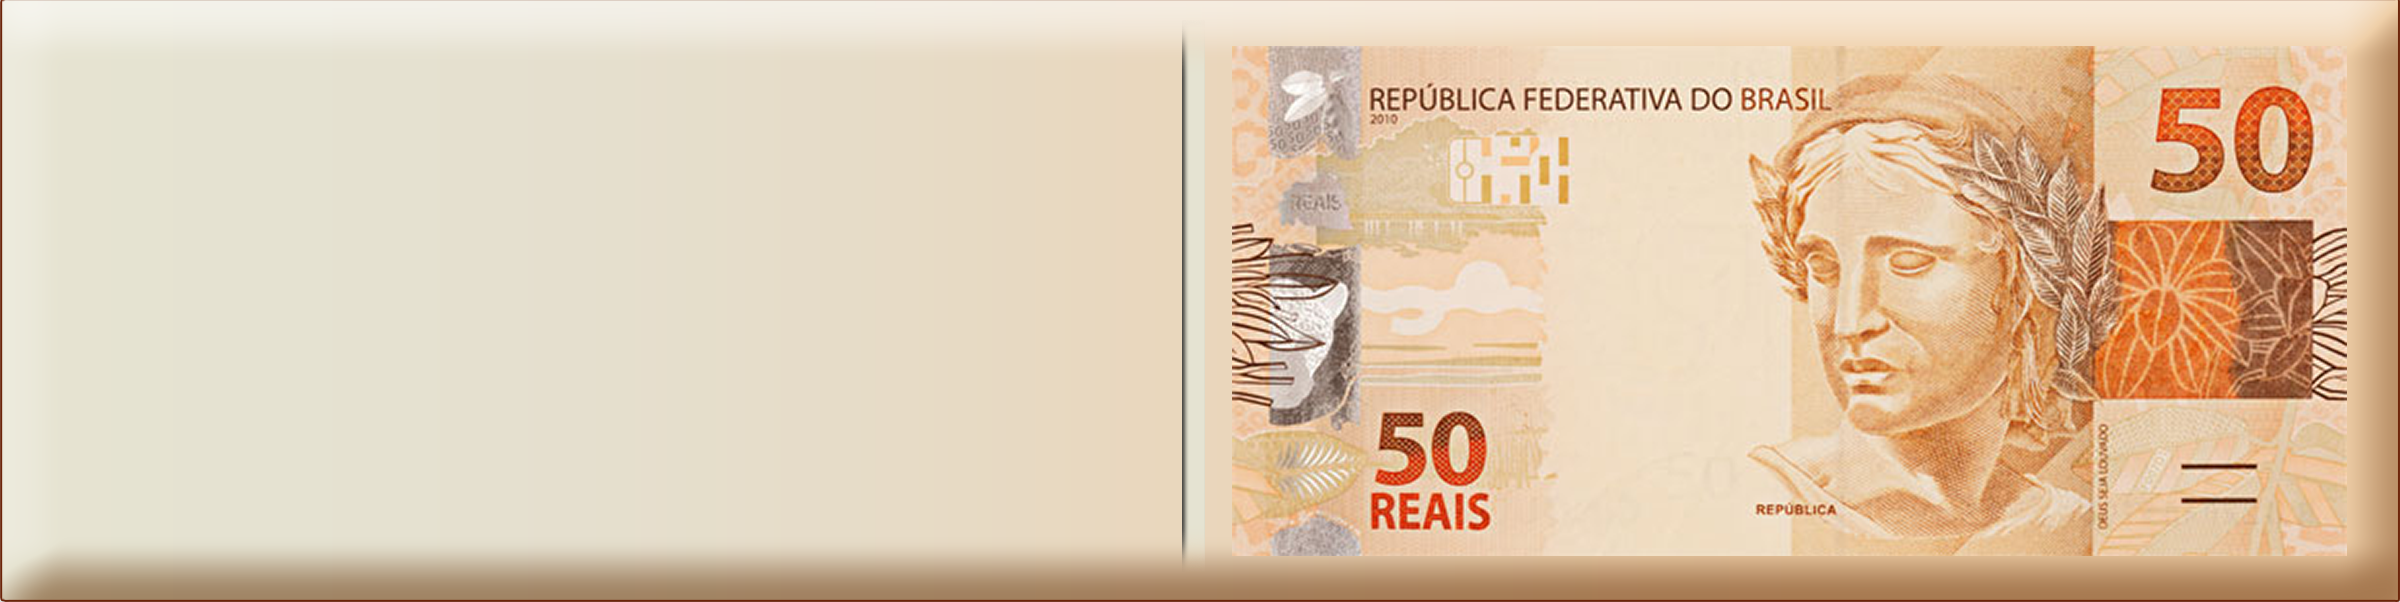 REPÚBLICA FEDERATIVA DO BRASIL
2010
50
REAIS
50
REAIS
REPÚBLICA
DEUS SEJA LOUVADO